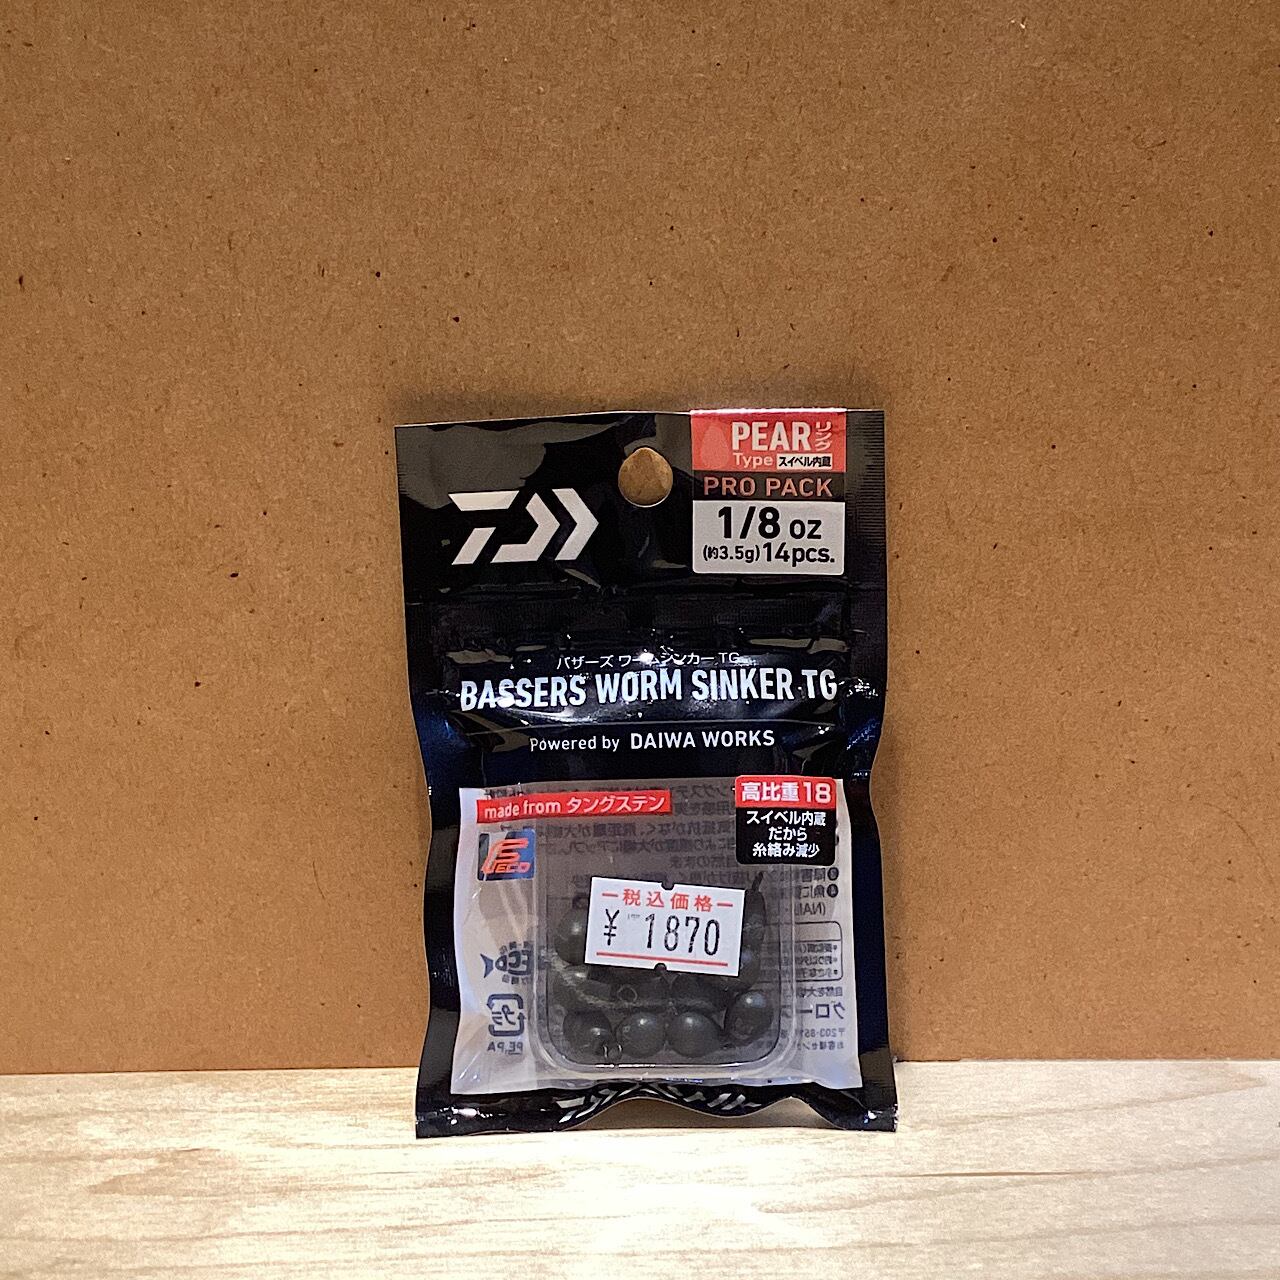 PEAR リング
Type スイベル内蔵
PRO PACK
1/8 oz
(約3.5g)14pcs.
バザーズ ワームシンカー TG
BASSERS WORM SINKER TG
Powered by DAIWA WORKS
made from タングステン
高比重18
スイベル内蔵
だから
糸絡み減少
ECO
税込価格
¥ 1870